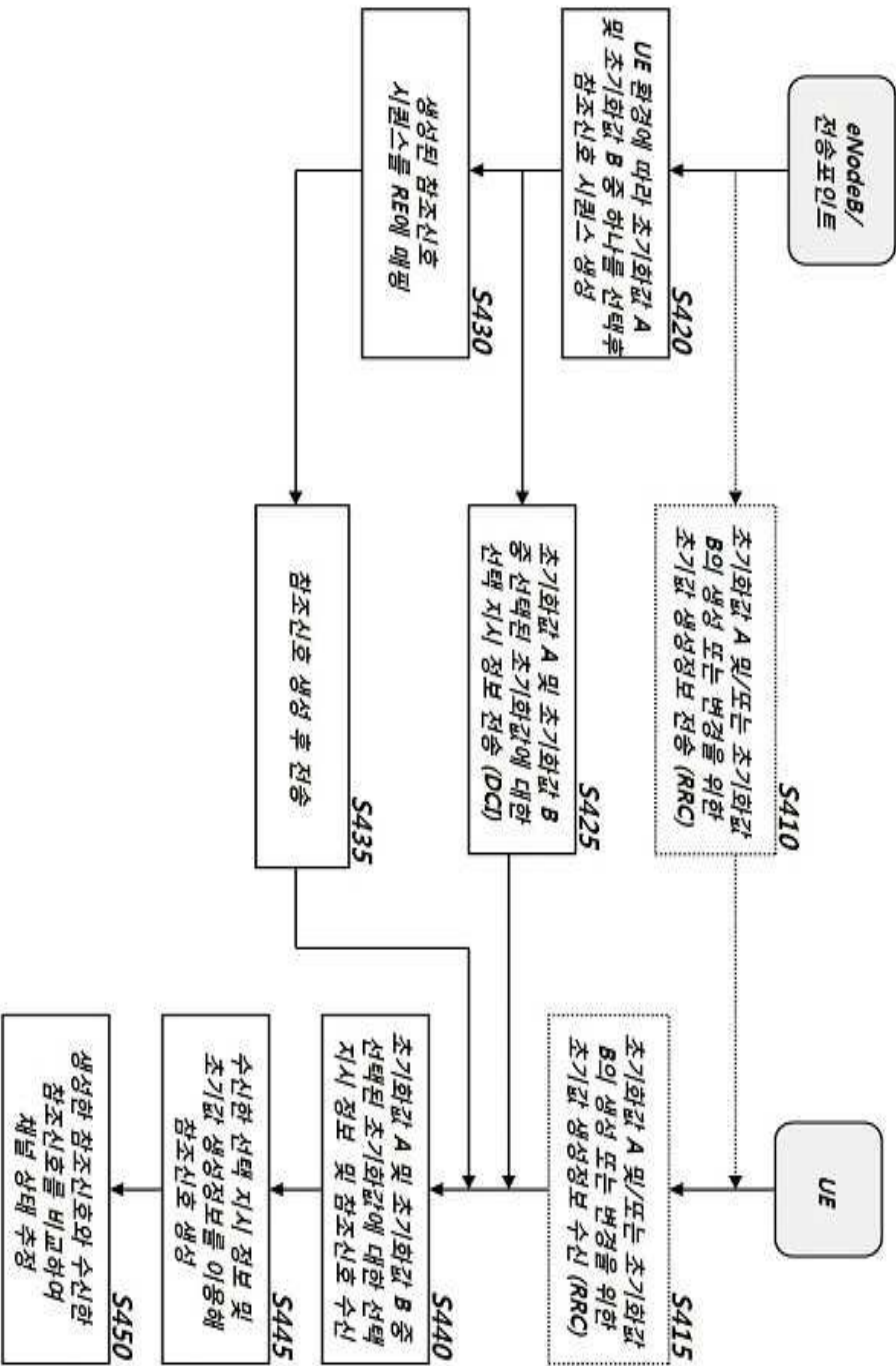 eNodeB/
전송포인트
UE
S410
초기화값 A 및/또는 초기화값
B의 생성 또는 변경을 위한
초기값 생성정보 전송 (RRC)
S415
초기화값 A 및/또는 초기화값
B의 생성 또는 변경을 위한
초기값 생성정보 수신 (RRC)
S420
UE 환경에 따라 초기화값 A
및 초기화값 B 중 하나를 선택후
참조신호 시퀀스 생성
S425
초기화값 A 및 초기화값 B
중 선택된 초기화값에 대한
선택 지시 정보 전송 (DCI)
S430
생성된 참조신호
시퀀스를 RE에 매핑
S435
참조신호 생성 후 전송
S440
초기화값 A 및 초기화값 B 중
선택된 초기화값에 대한 선택
지시 정보 및 참조신호 수신
S445
수신한 선택 지시 정보 및
초기값 생성정보를 이용해
참조신호 생성
S450
생성한 참조신호와 수신한
참조신호를 비교하여
채널 상태 추정